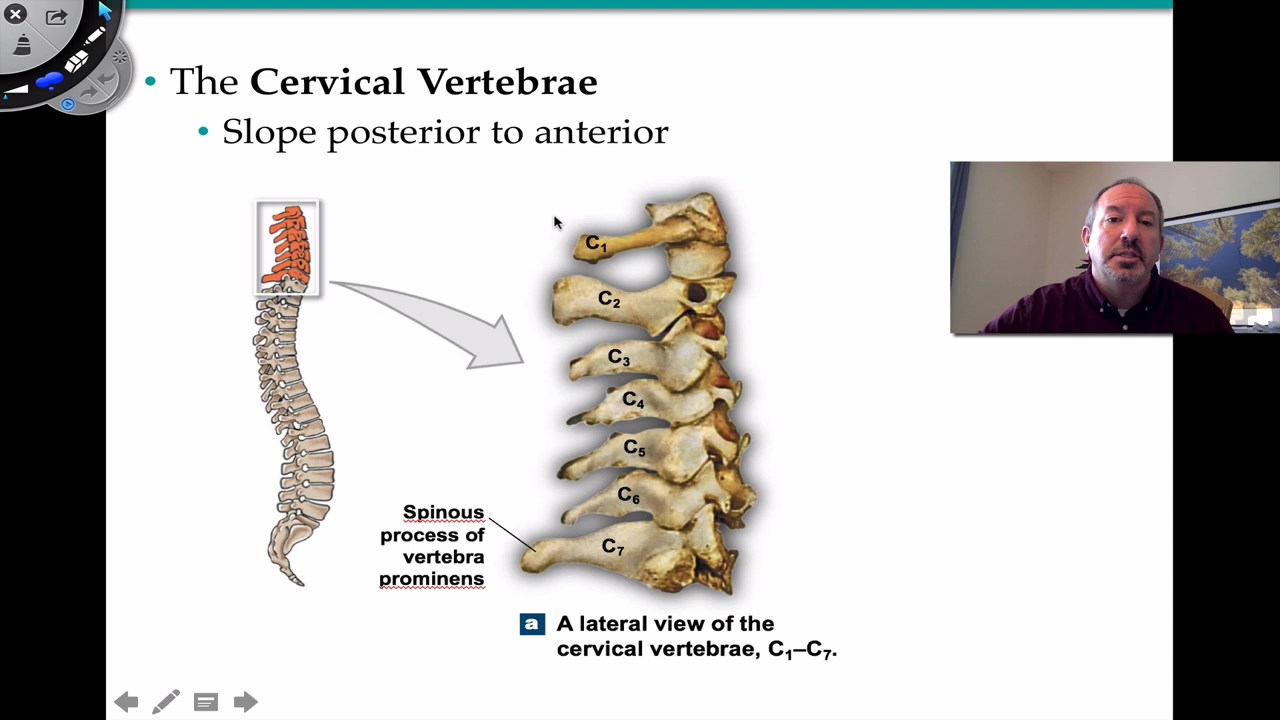 • The Cervical Vertebrae
• Slope posterior to anterior
C₁
C₂
C₃
C₄
C₅
C₆
C₇
Spinous
process of
vertebra
prominens
a A lateral view of the
cervical vertebrae, C₁–C₇.